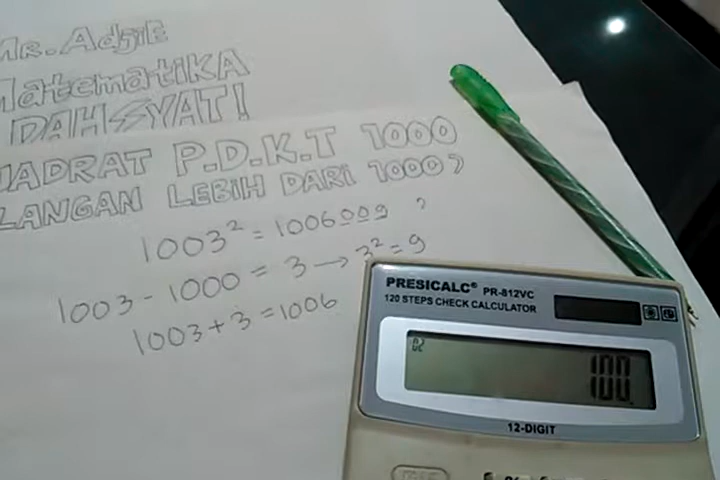 MR. AdjiE
MatematiKA
DAHSYAT!
UADRAT P.D.K.T 1000
LANGAN LEBIH DARI 1000)
1003² = 1006009 ?
1003 - 1000 = 3 → 3² = 9
1003 + 3 = 1006
PRESICALC® PR-812VC
120 STEPS CHECK CALCULATOR
02
100.
12-DIGIT